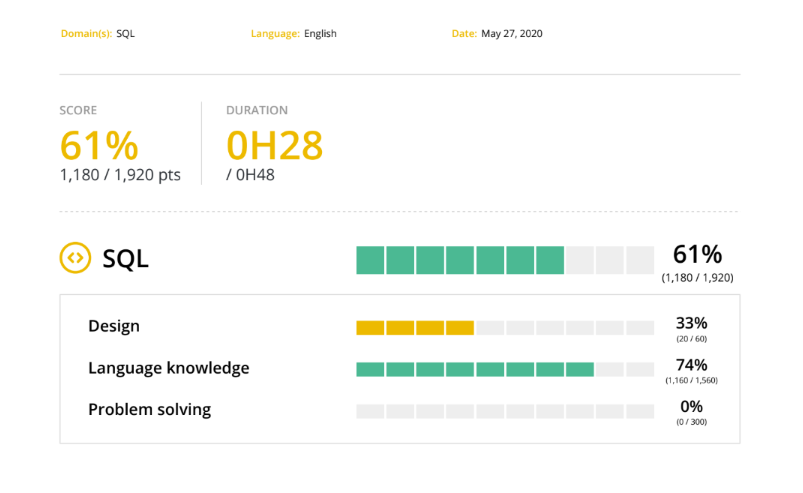 Domain(s): SQL Language: English Date: May 27, 2020
SCORE DURATION
61% 0H28
1,180 / 1,920 pts / 0H48
SQL 61%
(1,180 / 1,920)
Design 33%
(20 / 60)
Language knowledge 74%
(1,160 / 1,560)
Problem solving 0%
(0 / 300)